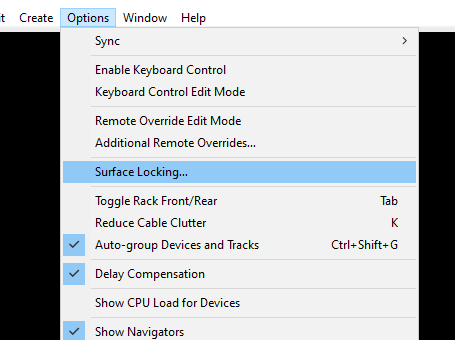 it Create Options Window Help
Sync
Enable Keyboard Control
Keyboard Control Edit Mode
Remote Override Edit Mode
Additional Remote Overrides...
Surface Locking...
Toggle Rack Front/Rear Tab
Reduce Cable Clutter K
Auto-group Devices and Tracks Ctrl+Shift+G
Delay Compensation
Show CPU Load for Devices
Show Navigators